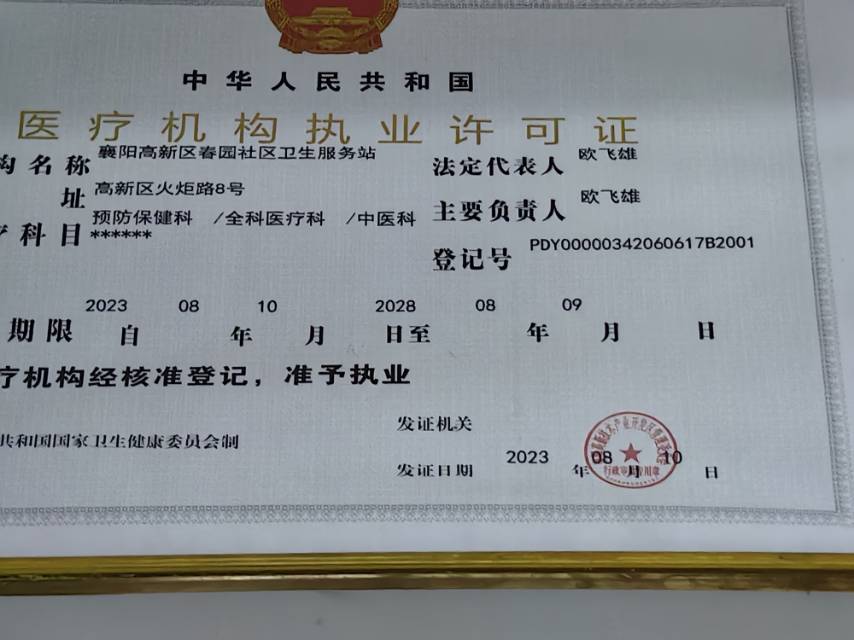 中华人民共和国
医疗机构执业许可证
构名称 襄阳高新区春园社区卫生服务站
法定代表人 欧飞雄
址 高新区火炬路8号
主要负责人 欧飞雄
疗科目 预防保健科 /全科医疗科 /中医科
******
登记号 PDY00000342060617B2001
期限 自 2023 年 08 月 10 日至 2028 年 08 月 09 日
疗机构经核准登记，准予执业
发证机关
共和国国家卫生健康委员会制
发证日期 2023 年 08 月 10 日